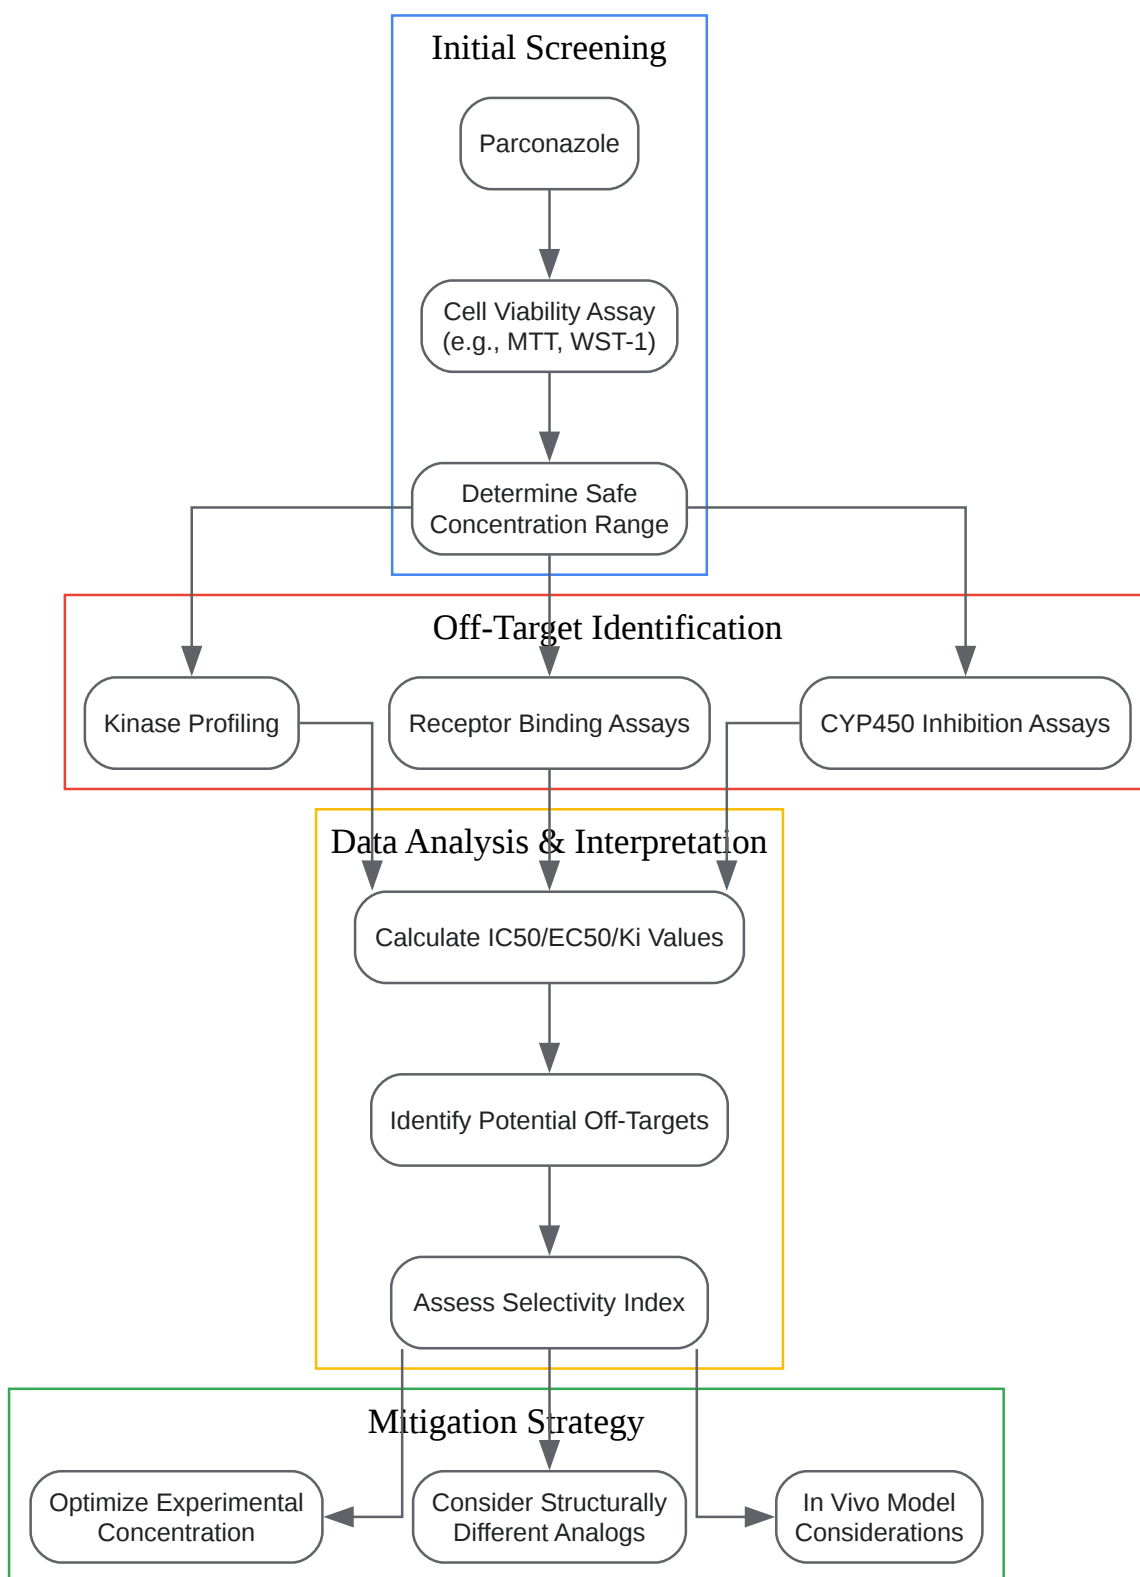 Initial Screening
Parconazole
Cell Viability Assay
(e.g., MTT, WST-1)
Determine Safe
Concentration Range
Off-Target Identification
Kinase Profiling
Receptor Binding Assays
CYP450 Inhibition Assays
Data Analysis & Interpretation
Calculate IC50/EC50/Ki Values
Identify Potential Off-Targets
Assess Selectivity Index
Mitigation Strategy
Optimize Experimental
Concentration
Consider Structurally
Different Analogs
In Vivo Model
Considerations